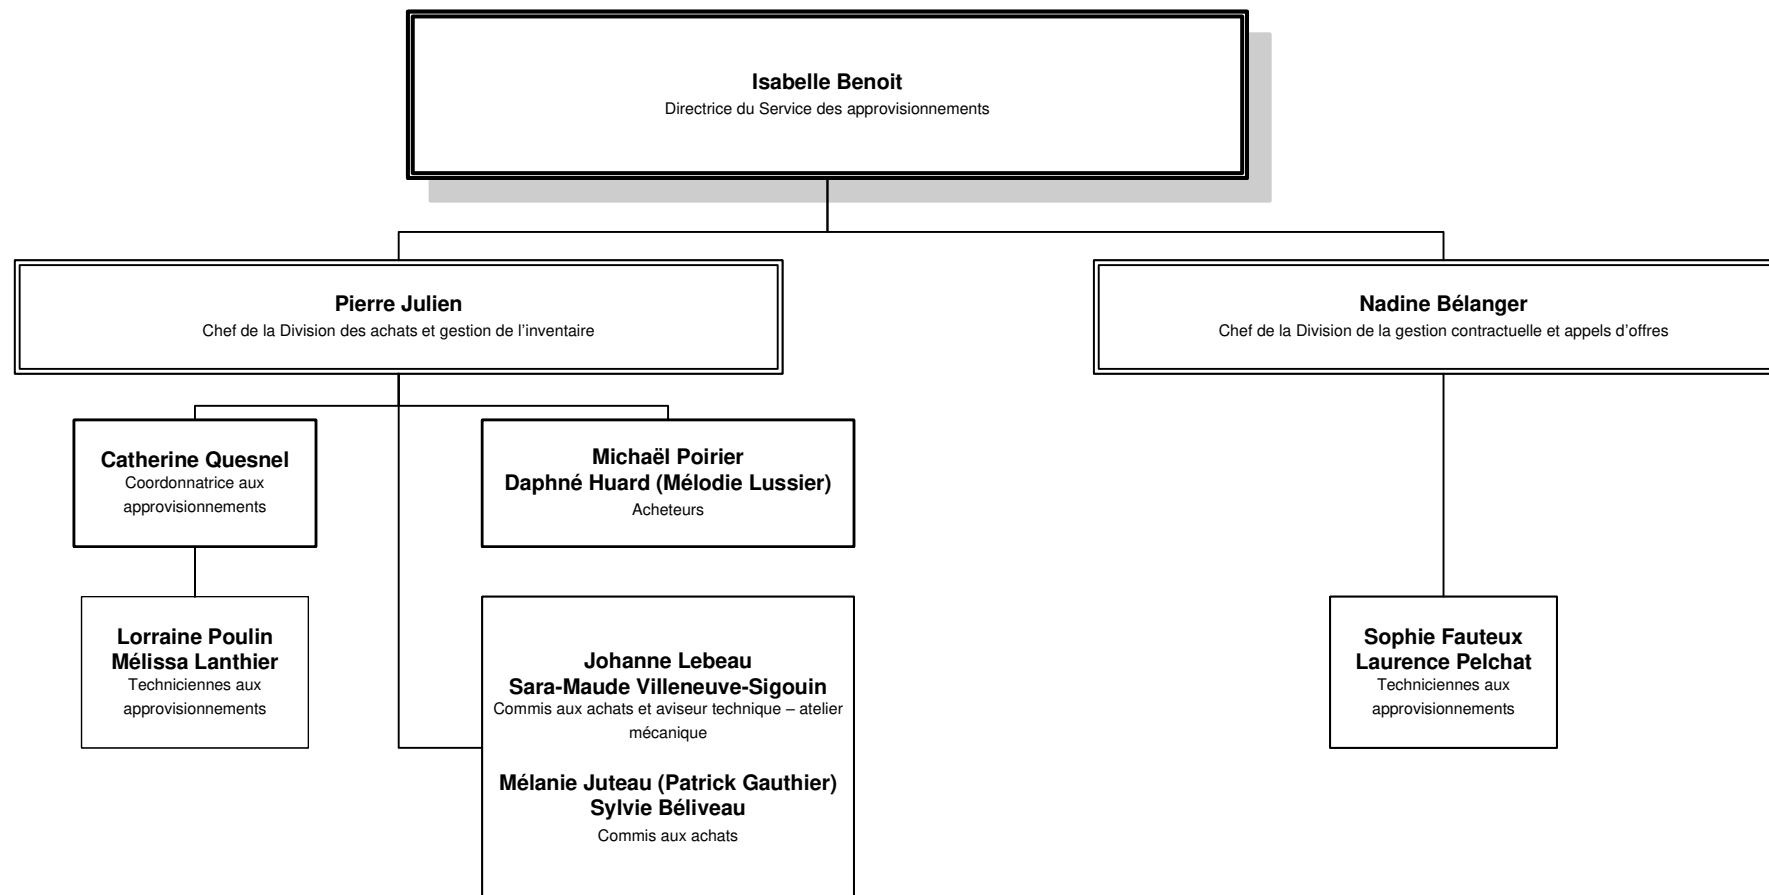 Isabelle Benoit
Directrice du Service des approvisionnements
Pierre Julien
Chef de la Division des achats et gestion de l’inventaire
Nadine Bélanger
Chef de la Division de la gestion contractuelle et appels d’offres
Catherine Quesnel
Coordonnatrice aux
approvisionnements
Michaël Poirier
Daphné Huard (Mélodie Lussier)
Acheteurs
Lorraine Poulin
Mélissa Lanthier
Techniciennes aux
approvisionnements
Johanne Lebeau
Sara-Maude Villeneuve-Sigouin
Commis aux achats et aviseur technique – atelier
mécanique
Mélanie Juteau (Patrick Gauthier)
Sylvie Béliveau
Commis aux achats
Sophie Fauteux
Laurence Pelchat
Techniciennes aux
approvisionnements